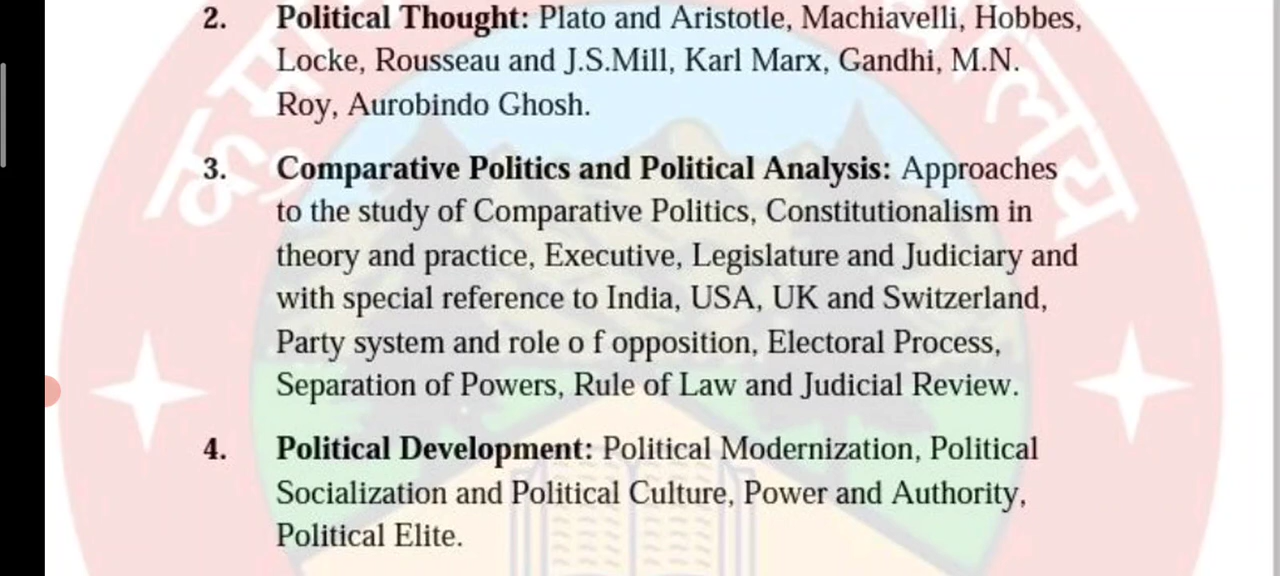 2. Political Thought: Plato and Aristotle, Machiavelli, Hobbes,
Locke, Rousseau and J.S.Mill, Karl Marx, Gandhi, M.N.
Roy, Aurobindo Ghosh.
3. Comparative Politics and Political Analysis: Approaches
to the study of Comparative Politics, Constitutionalism in
theory and practice, Executive, Legislature and Judiciary and
with special reference to India, USA, UK and Switzerland,
Party system and role o f opposition, Electoral Process,
Separation of Powers, Rule of Law and Judicial Review.
4. Political Development: Political Modernization, Political
Socialization and Political Culture, Power and Authority,
Political Elite.